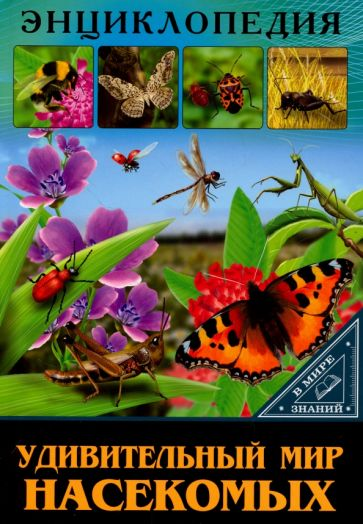 ЭНЦИКЛОПЕДИЯ
В МИРЕ
ЗНАНИЙ
УДИВИТЕЛЬНЫЙ МИР
НАСЕКОМЫХ